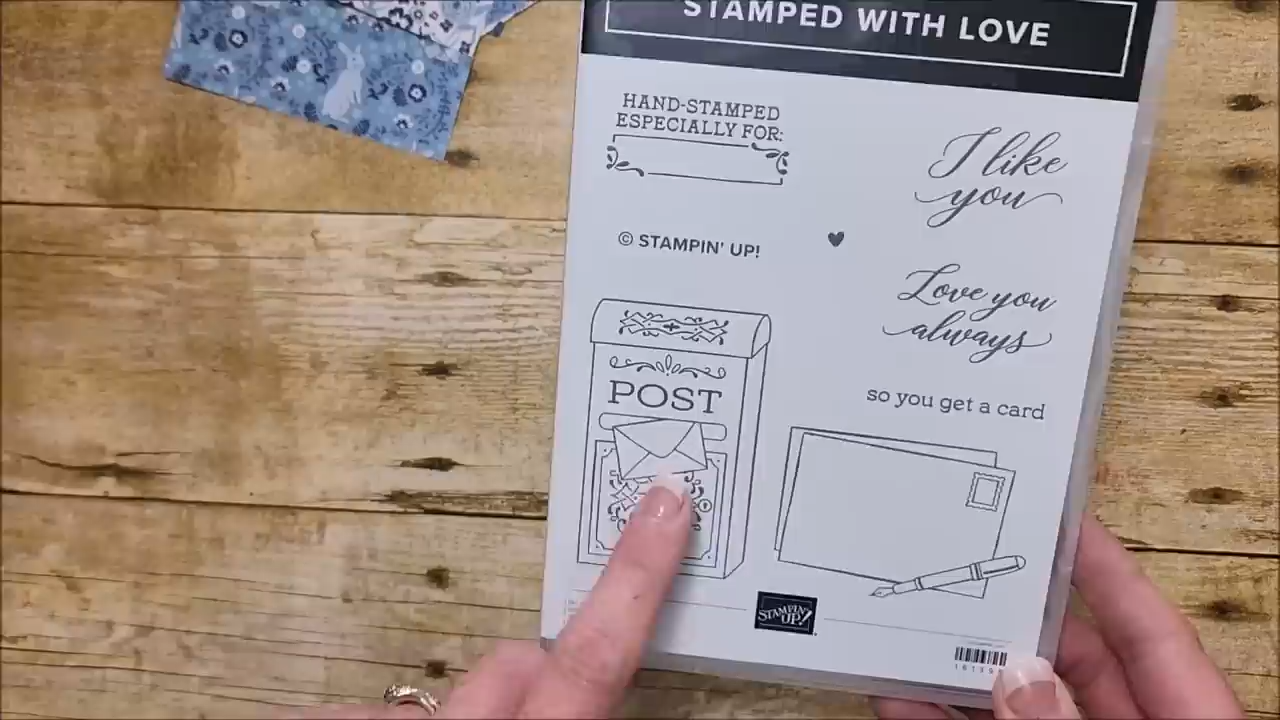 STAMPED WITH LOVE
HAND-STAMPED
ESPECIALLY FOR:
I like
you
© STAMPIN' UP!
Love you
always
so you get a card
POST
STAMPIN'
UP!